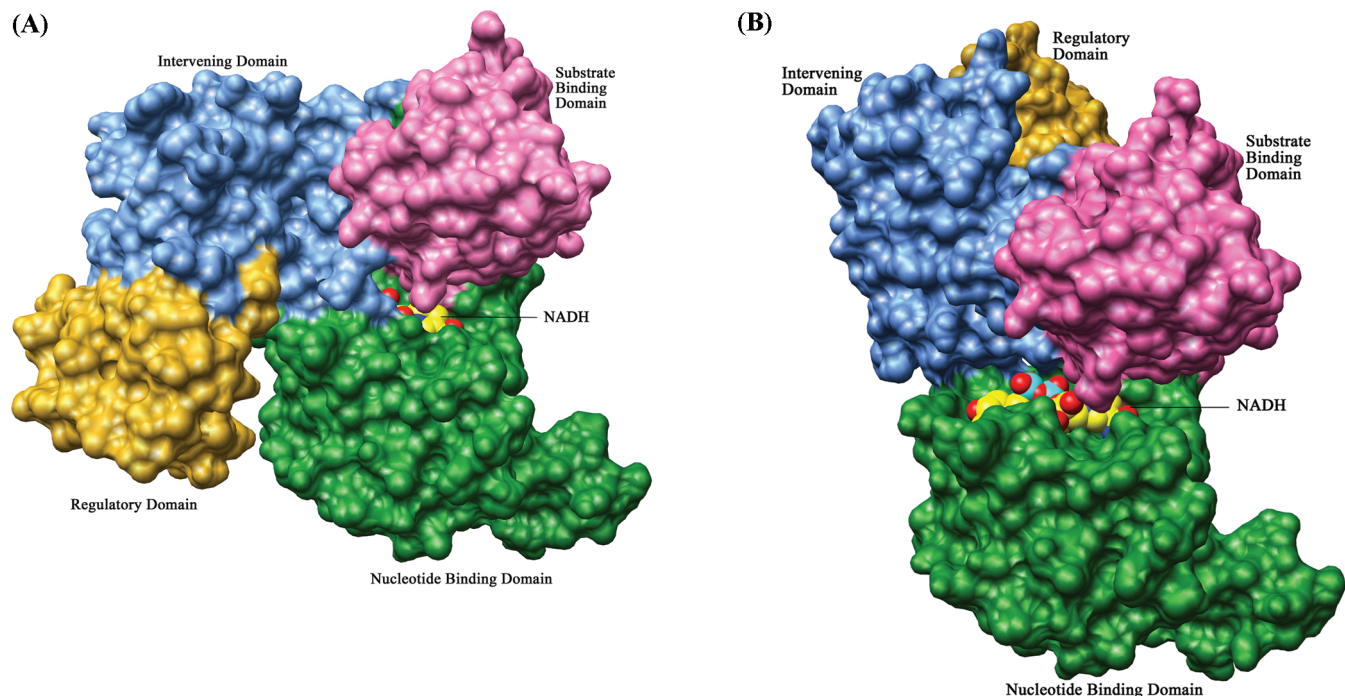 (A)
Intervening Domain
Substrate
Binding
Domain
NADH
Regulatory Domain
Nucleotide Binding Domain
(B)
Regulatory
Domain
Intervening
Domain
Substrate
Binding
Domain
NADH
Nucleotide Binding Domain